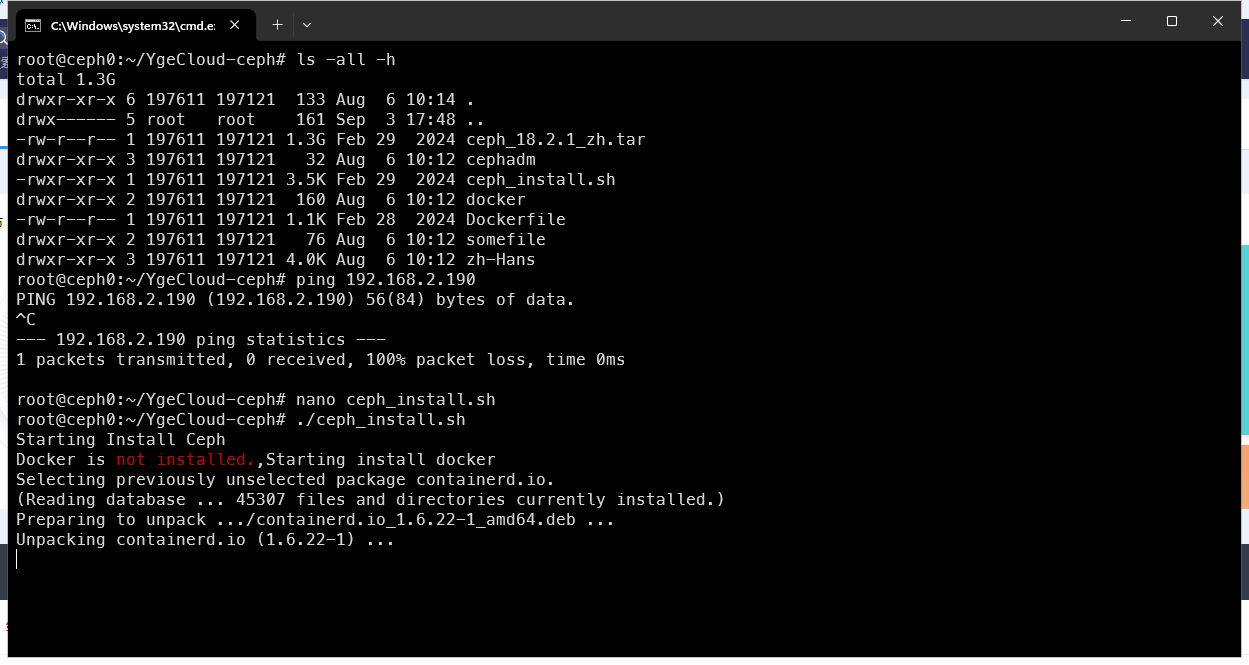 C:\Windows\system32\cmd.e:
root@ceph0:~/YgeCloud-ceph# ls -all -h
total 1.3G
drwxr-xr-x 6 197611 197121  133 Aug  6 10:14 .
drwx------ 5 root   root    161 Sep  3 17:48 ..
-rw-r--r-- 1 197611 197121 1.3G Feb 29  2024 ceph_18.2.1_zh.tar
drwxr-xr-x 3 197611 197121   32 Aug  6 10:12 cephadm
-rwxr-xr-x 1 197611 197121 3.5K Feb 29  2024 ceph_install.sh
drwxr-xr-x 2 197611 197121  160 Aug  6 10:12 docker
-rw-r--r-- 1 197611 197121 1.1K Feb 28  2024 Dockerfile
drwxr-xr-x 2 197611 197121   76 Aug  6 10:12 somefile
drwxr-xr-x 3 197611 197121 4.0K Aug  6 10:12 zh-Hans
root@ceph0:~/YgeCloud-ceph# ping 192.168.2.190
PING 192.168.2.190 (192.168.2.190) 56(84) bytes of data.
^C
--- 192.168.2.190 ping statistics ---
1 packets transmitted, 0 received, 100% packet loss, time 0ms
root@ceph0:~/YgeCloud-ceph# nano ceph_install.sh
root@ceph0:~/YgeCloud-ceph# ./ceph_install.sh
Starting Install Ceph
Docker is not installed.,Starting install docker
Selecting previously unselected package containerd.io.
(Reading database ... 45307 files and directories currently installed.)
Preparing to unpack .../containerd.io_1.6.22-1_amd64.deb ...
Unpacking containerd.io (1.6.22-1) ...